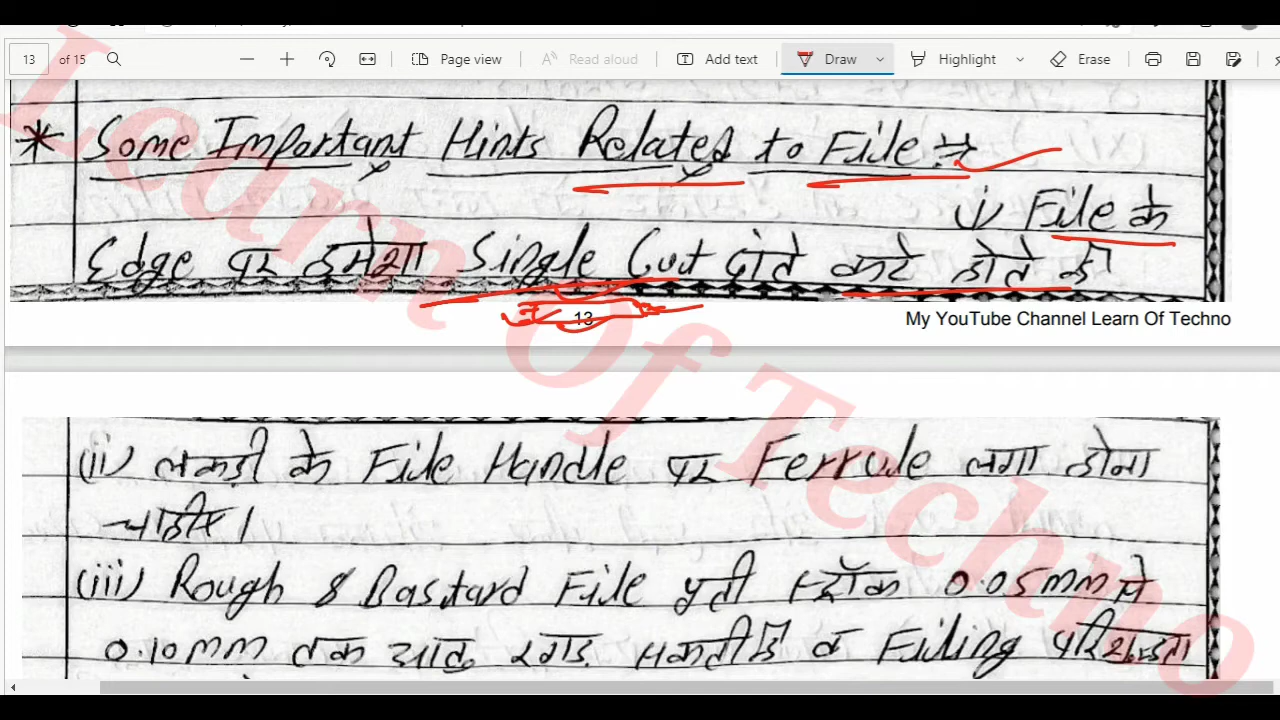 13 of 15 Page view Read aloud Add text Draw Highlight Erase
* Some Important Hints Related to File :-
(i) File के
Edge पर हमेशा Single Cut दांते कटे होते है
13 My YouTube Channel Learn Of Techno
(ii) लकड़ी के File Handle पर Ferrule लगा होना
चाहीए।
(iii) Rough & Bastard File प्रती स्ट्रॉक 0.05mm से
0.10mm तक धातु रगड़ सकती है व Filing परिशुद्धता
Learn Of Techno